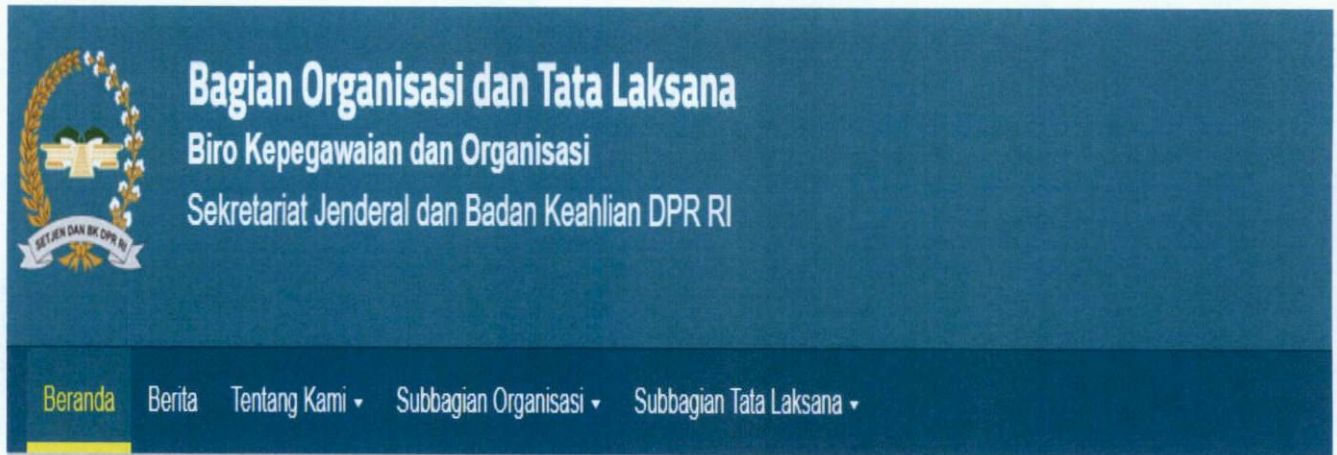 Bagian Organisasi dan Tata Laksana
Biro Kepegawaian dan Organisasi
Sekretariat Jenderal dan Badan Keahlian DPR RI
SETJEN DAN BK DPR RI
Beranda Berita Tentang Kami Subbagian Organisasi Subbagian Tata Laksana